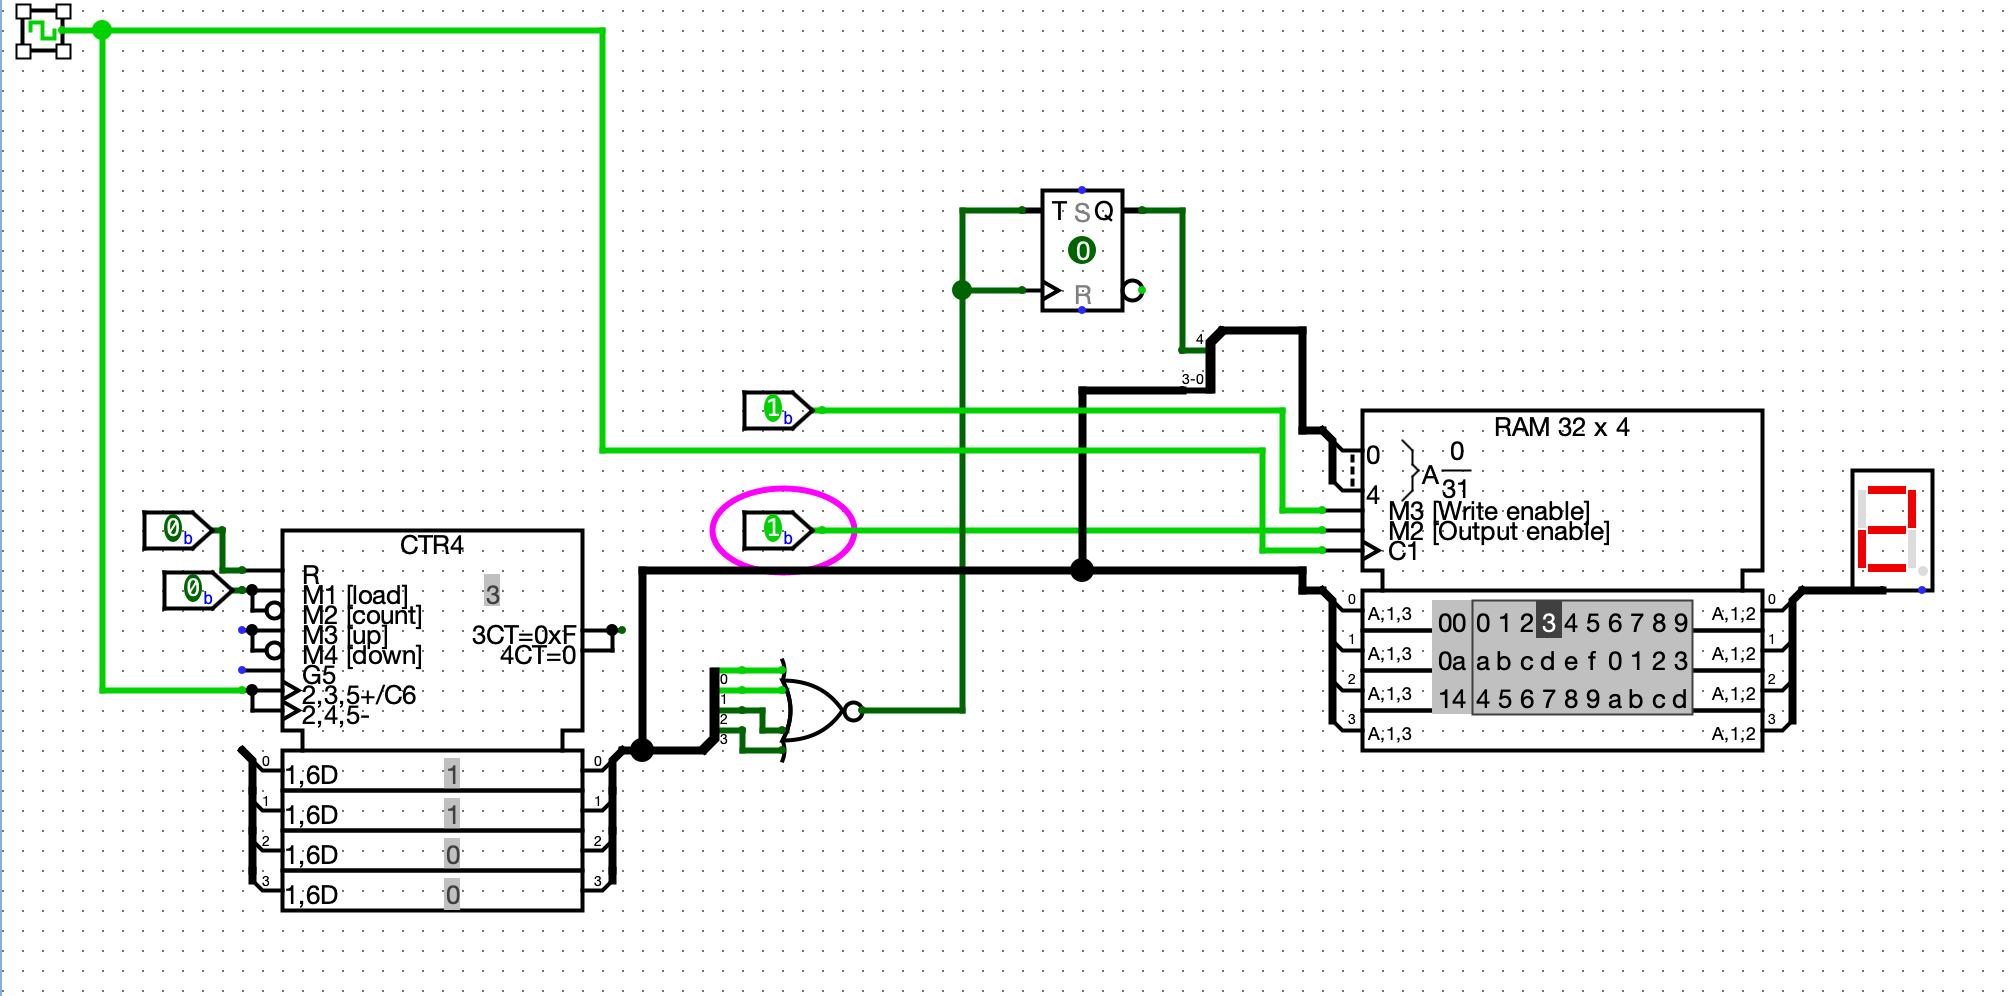 T S Q
0
R
4
3-0
1 b
RAM 32 x 4
0
0
A
31
4
M3 [Write enable]
M2 [Output enable]
C1
1 b
0 b
0 b
CTR4
3
R
M1 [load]
M2 [count]
M3 [up]
M4 [down]
G5
2,3,5+/C6
2,4,5-
3CT=0xF
4CT=0
0 1,6D 1 0
1 1,6D 1 1
2 1,6D 0 2
3 1,6D 0 3
0
1
2
3
0 A,1,3 00 0 1 2 3 4 5 6 7 8 9 A,1,2 0
1 A,1,3 0a a b c d e f 0 1 2 3 A,1,2 1
2 A,1,3 14 4 5 6 7 8 9 a b c d A,1,2 2
3 A,1,3 A,1,2 3
2